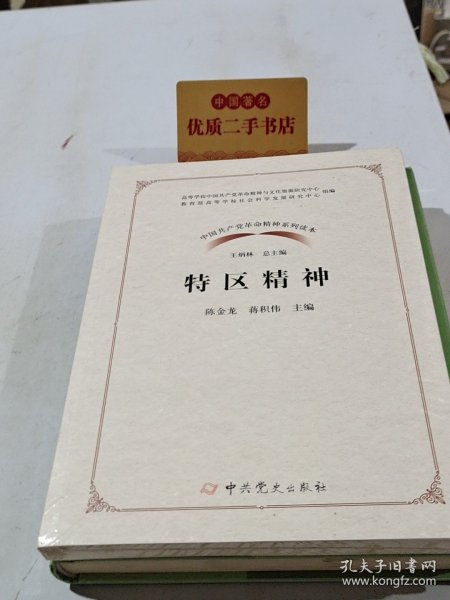 中国著名
优质二手书店
高等学校中国共产党革命精神与文化资源研究中心
教育部高等学校社会科学发展研究中心
组编
中国共产党革命精神系列读本
王炳林 总主编
特区精神
陈金龙 蒋积伟 主编
中共党史出版社
孔夫子旧书网
www.kongfz.com